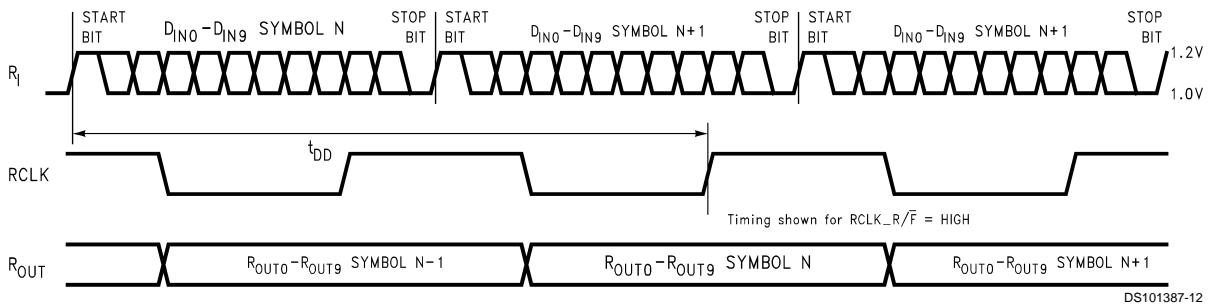 START BIT D_IN0–D_IN9 SYMBOL N STOP BIT START BIT D_IN0–D_IN9 SYMBOL N+1 STOP BIT START BIT D_IN0–D_IN9 SYMBOL N+1 STOP BIT
R_I
1.2V
1.0V
t_DD
RCLK
Timing shown for RCLK_R/F̅ = HIGH
R_OUT R_OUT0–R_OUT9 SYMBOL N–1 R_OUT0–R_OUT9 SYMBOL N R_OUT0–R_OUT9 SYMBOL N+1
DS101387-12